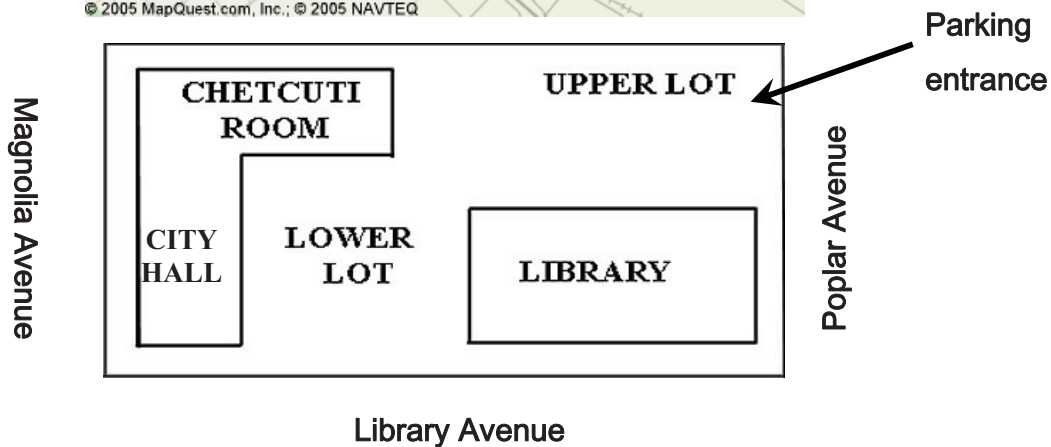 © 2005 MapQuest.com, Inc.; © 2005 NAVTEQ
Parking
entrance
CHETCUTI
ROOM
UPPER LOT
Magnolia Avenue
Poplar Avenue
CITY
HALL
LOWER
LOT
LIBRARY
Library Avenue